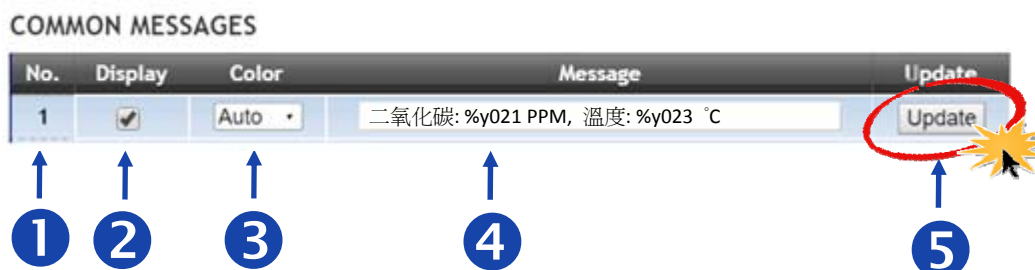 COMMON MESSAGES
No. Display Color Message Update
1 Auto 二氧化碳: %y021 PPM, 溫度: %y023 ℃ Update
1 2 3 4 5